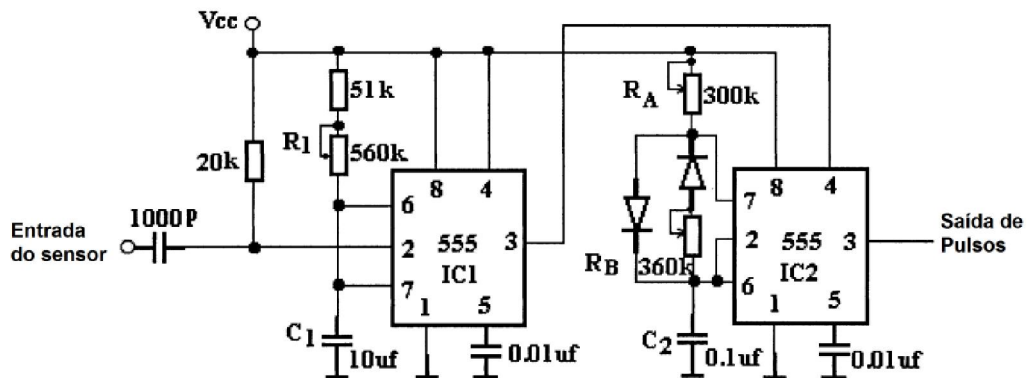 Vcc
51k
R1
560k
20k
1000P
Entrada
do sensor
8
4
6
2
7
3
555
IC1
1
5
C1
10uf
0.01uf
RA
300k
RB
360k
8
4
7
2
6
3
555
IC2
1
5
C2
0.1uf
0.01uf
Saída de
Pulsos